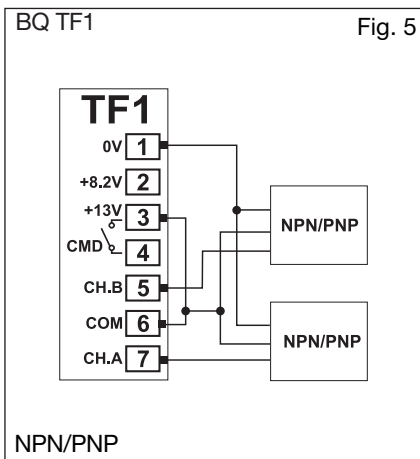 BQ TF1
Fig. 5
TF1
0V 1
+8.2V 2
+13V 3
CMD 4
CH.B 5
COM 6
CH.A 7
NPN/PNP
NPN/PNP
NPN/PNP